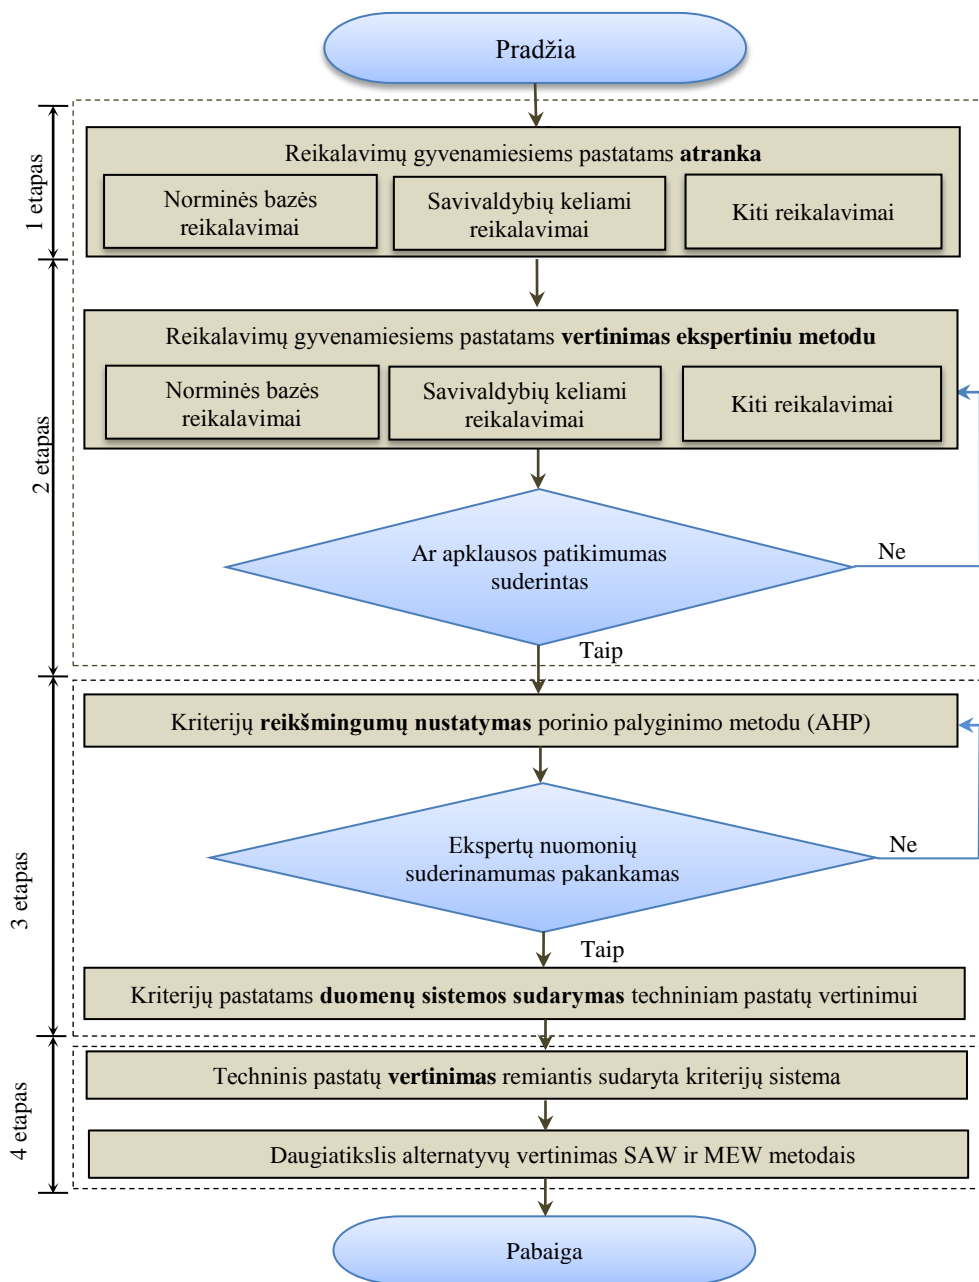 Pradžia
1 etapas
Reikalavimų gyvenamiesiems pastatams atranka
Norminės bazės
reikalavimai
Savivaldybių keliami
reikalavimai
Kiti reikalavimai
2 etapas
Reikalavimų gyvenamiesiems pastatams vertinimas ekspertiniu metodu
Norminės bazės
reikalavimai
Savivaldybių keliami
reikalavimai
Kiti reikalavimai
Ar apklausos patikimumas
suderintas
Ne
Taip
3 etapas
Kriterijų reikšmingumų nustatymas porinio palyginimo metodu (AHP)
Ekspertų nuomonių
suderinamumas pakankamas
Ne
Taip
Kriterijų pastatams duomenų sistemos sudarymas techniniam pastatų vertinimui
4 etapas
Techninis pastatų vertinimas remiantis sudaryta kriterijų sistema
Daugiatikslis alternatyvų vertinimas SAW ir MEW metodais
Pabaiga